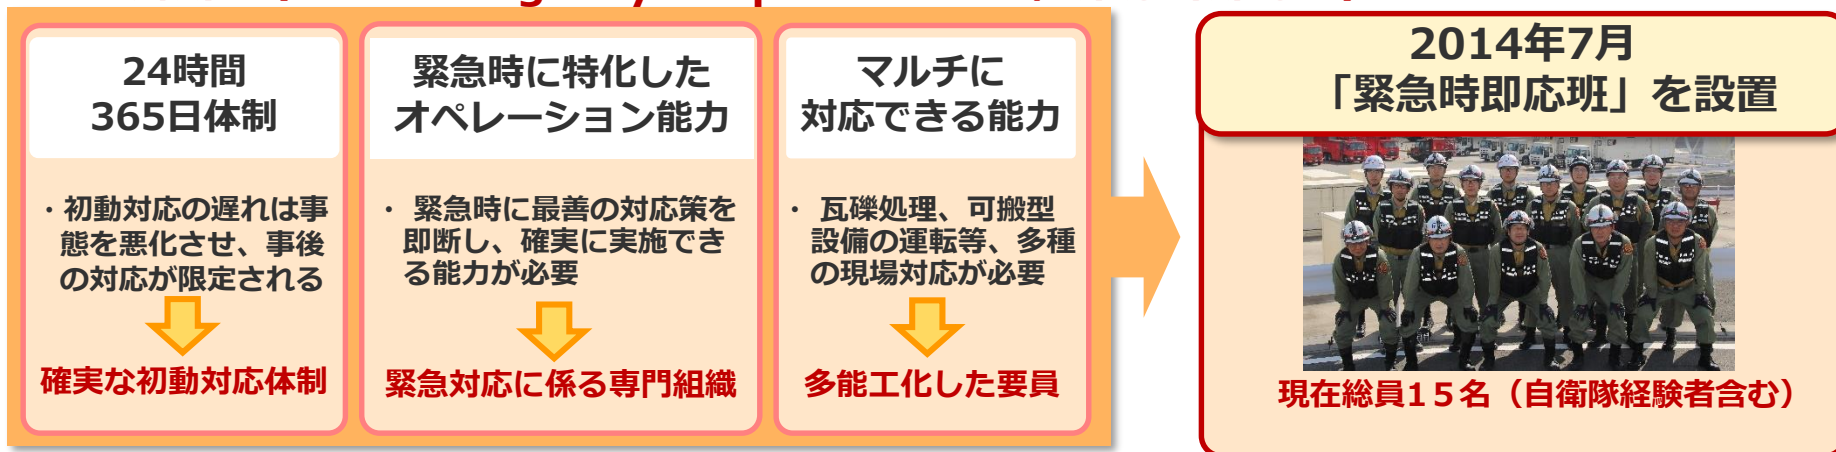 24時間
365日体制
・初動対応の遅れは事
態を悪化させ、事後
の対応が限定される
確実な初動対応体制
緊急時に特化した
オペレーション能力
・ 緊急時に最善の対応策を
即断し、確実に実施でき
る能力が必要
緊急対応に係る専門組織
マルチに
対応できる能力
・ 瓦礫処理、可搬型
設備の運転等、多種
の現場対応が必要
多能工化した要員
2014年7月
「緊急時即応班」を設置
現在総員1５名（自衛隊経験者含む）